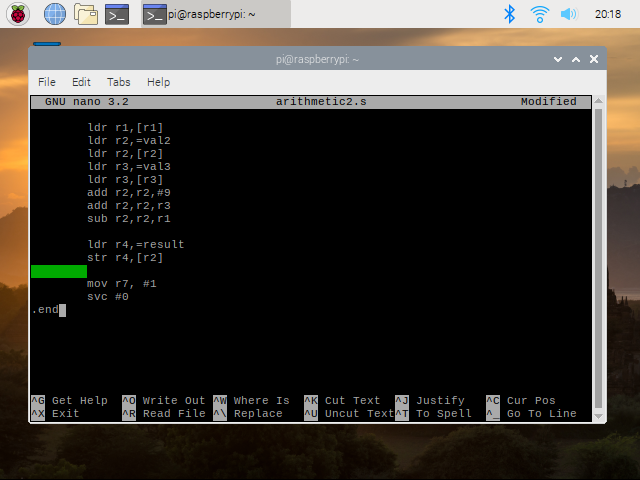 pi@raspberrypi: ~
20:18
pi@raspberrypi: ~
File Edit Tabs Help
GNU nano 3.2 arithmetic2.s Modified
ldr r1,[r1]
ldr r2,=val2
ldr r2,[r2]
ldr r3,=val3
ldr r3,[r3]
add r2,r2,#9
add r2,r2,r3
sub r2,r2,r1
ldr r4,=result
str r4,[r2]
mov r7, #1
svc #0
.end
^G Get Help ^O Write Out ^W Where Is ^K Cut Text ^J Justify ^C Cur Pos
^X Exit ^R Read File ^\ Replace ^U Uncut Text ^T To Spell ^_ Go To Line